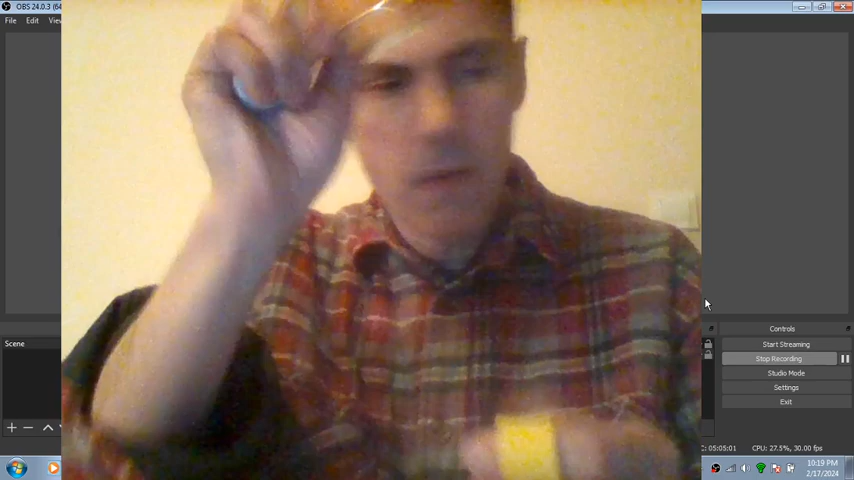 OBS 24.0.3 (64
File Edit Vie
Controls
Start Streaming
Scene
Stop Recording
Studio Mode
Settings
Exit
C: 05:05:01 CPU: 27.5%, 30.00 fps
10:19 PM
2/17/2024